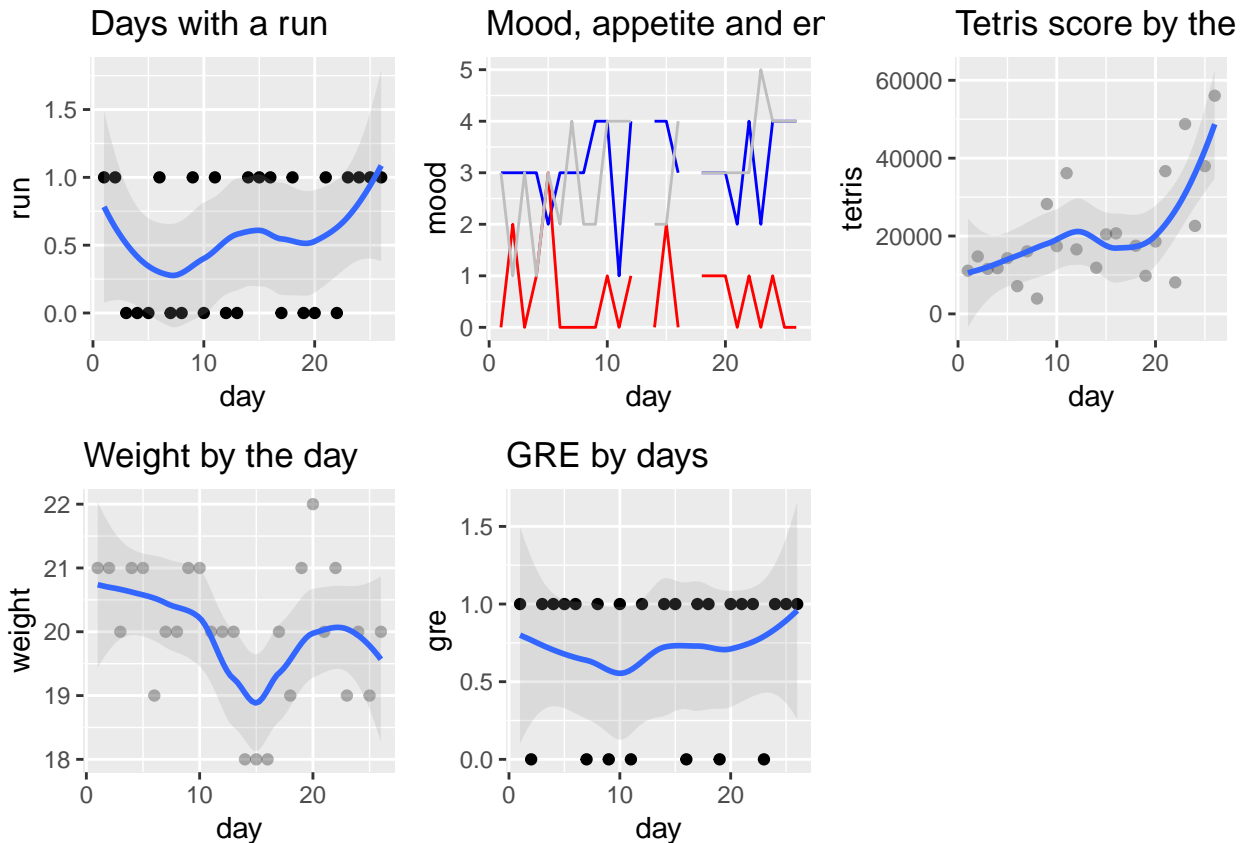 Days with a run
Mood, appetite and er
Tetris score by the
1.5
1.0
0.5
0.0
run
0
10
20
day
5
4
3
2
1
0
mood
0
10
20
day
60000
40000
20000
0
tetris
0
10
20
day
Weight by the day
GRE by days
22
21
20
19
18
weight
0
10
20
day
1.5
1.0
0.5
0.0
gre
0
10
20
day